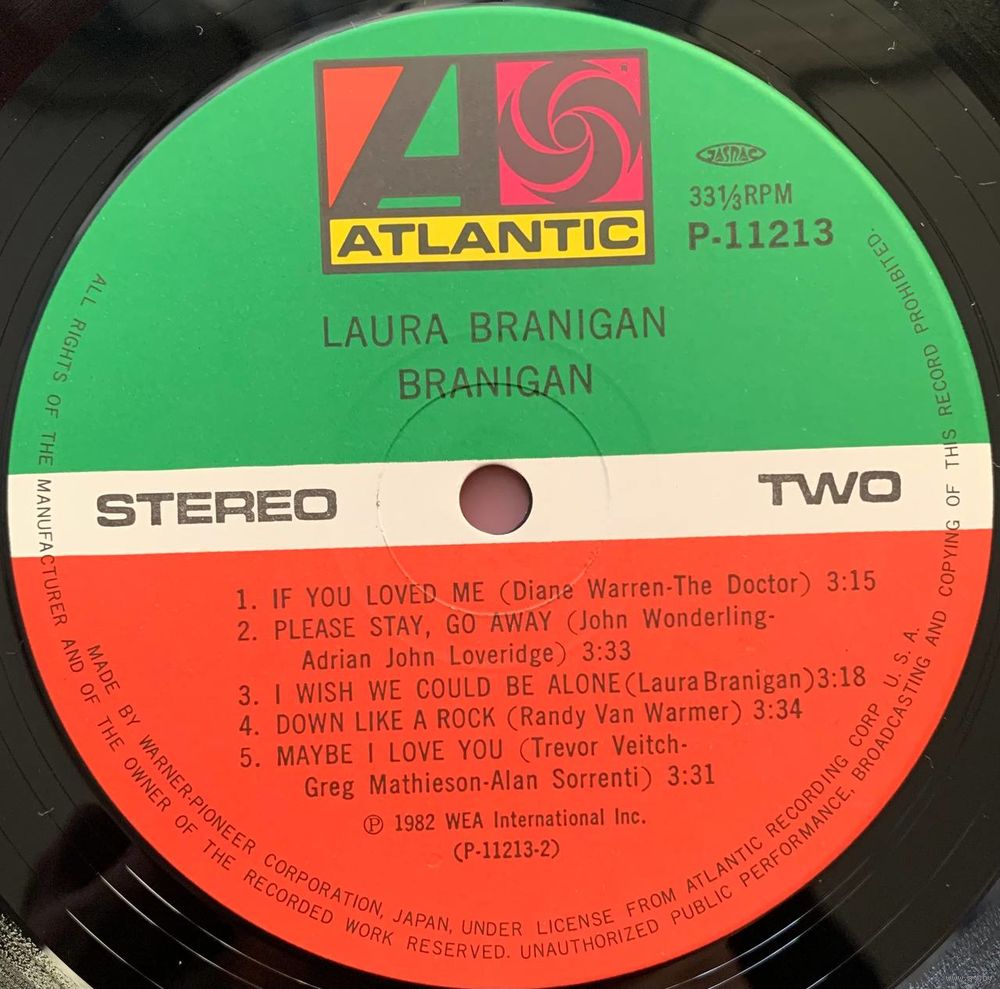 ATLANTIC
JASRAC
33 1/3 RPM
P-11213
LAURA BRANIGAN
BRANIGAN
STEREO
TWO
1. IF YOU LOVED ME (Diane Warren-The Doctor) 3:15
2. PLEASE STAY, GO AWAY (John Wonderling-
Adrian John Loveridge) 3:33
3. I WISH WE COULD BE ALONE (Laura Branigan) 3:18
4. DOWN LIKE A ROCK (Randy Van Warmer) 3:34
5. MAYBE I LOVE YOU (Trevor Veitch-
Greg Mathieson-Alan Sorrenti) 3:31
℗ 1982 WEA International Inc.
(P-11213-2)
MADE BY WARNER-PIONEER CORPORATION, JAPAN, UNDER LICENSE FROM ATLANTIC RECORDING CORP U. S. A.
ALL RIGHTS OF THE MANUFACTURER AND OF THE OWNER OF THE RECORDED WORK RESERVED. UNAUTHORIZED PUBLIC PERFORMANCE, BROADCASTING AND COPYING OF THIS RECORD PROHIBITED.